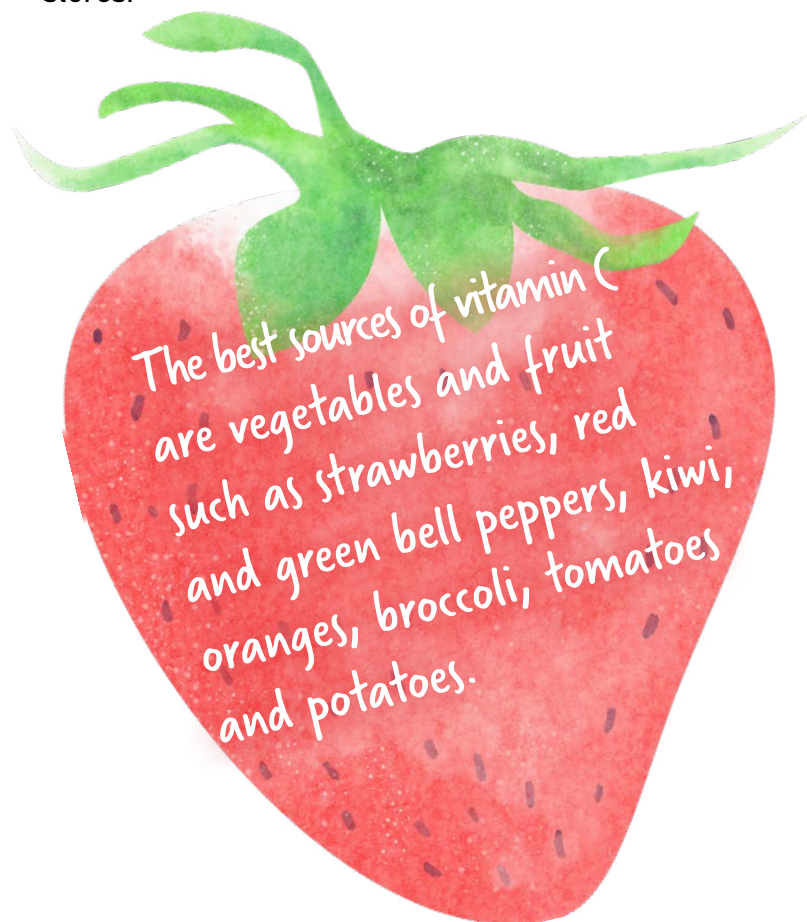 The best sources of vitamin C
are vegetables and fruit
such as strawberries, red
and green bell peppers, kiwi,
oranges, broccoli, tomatoes
and potatoes.